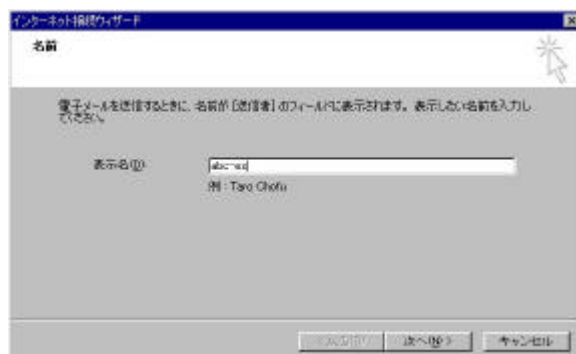 インターネット接続ウィザード
名前
電子メールを送信するときに、名前が [送信者] のフィールドに表示されます。表示したい名前を入力し
てください。
表示名(D):
例 : Taro Chofu
次へ(N) >
キャンセル